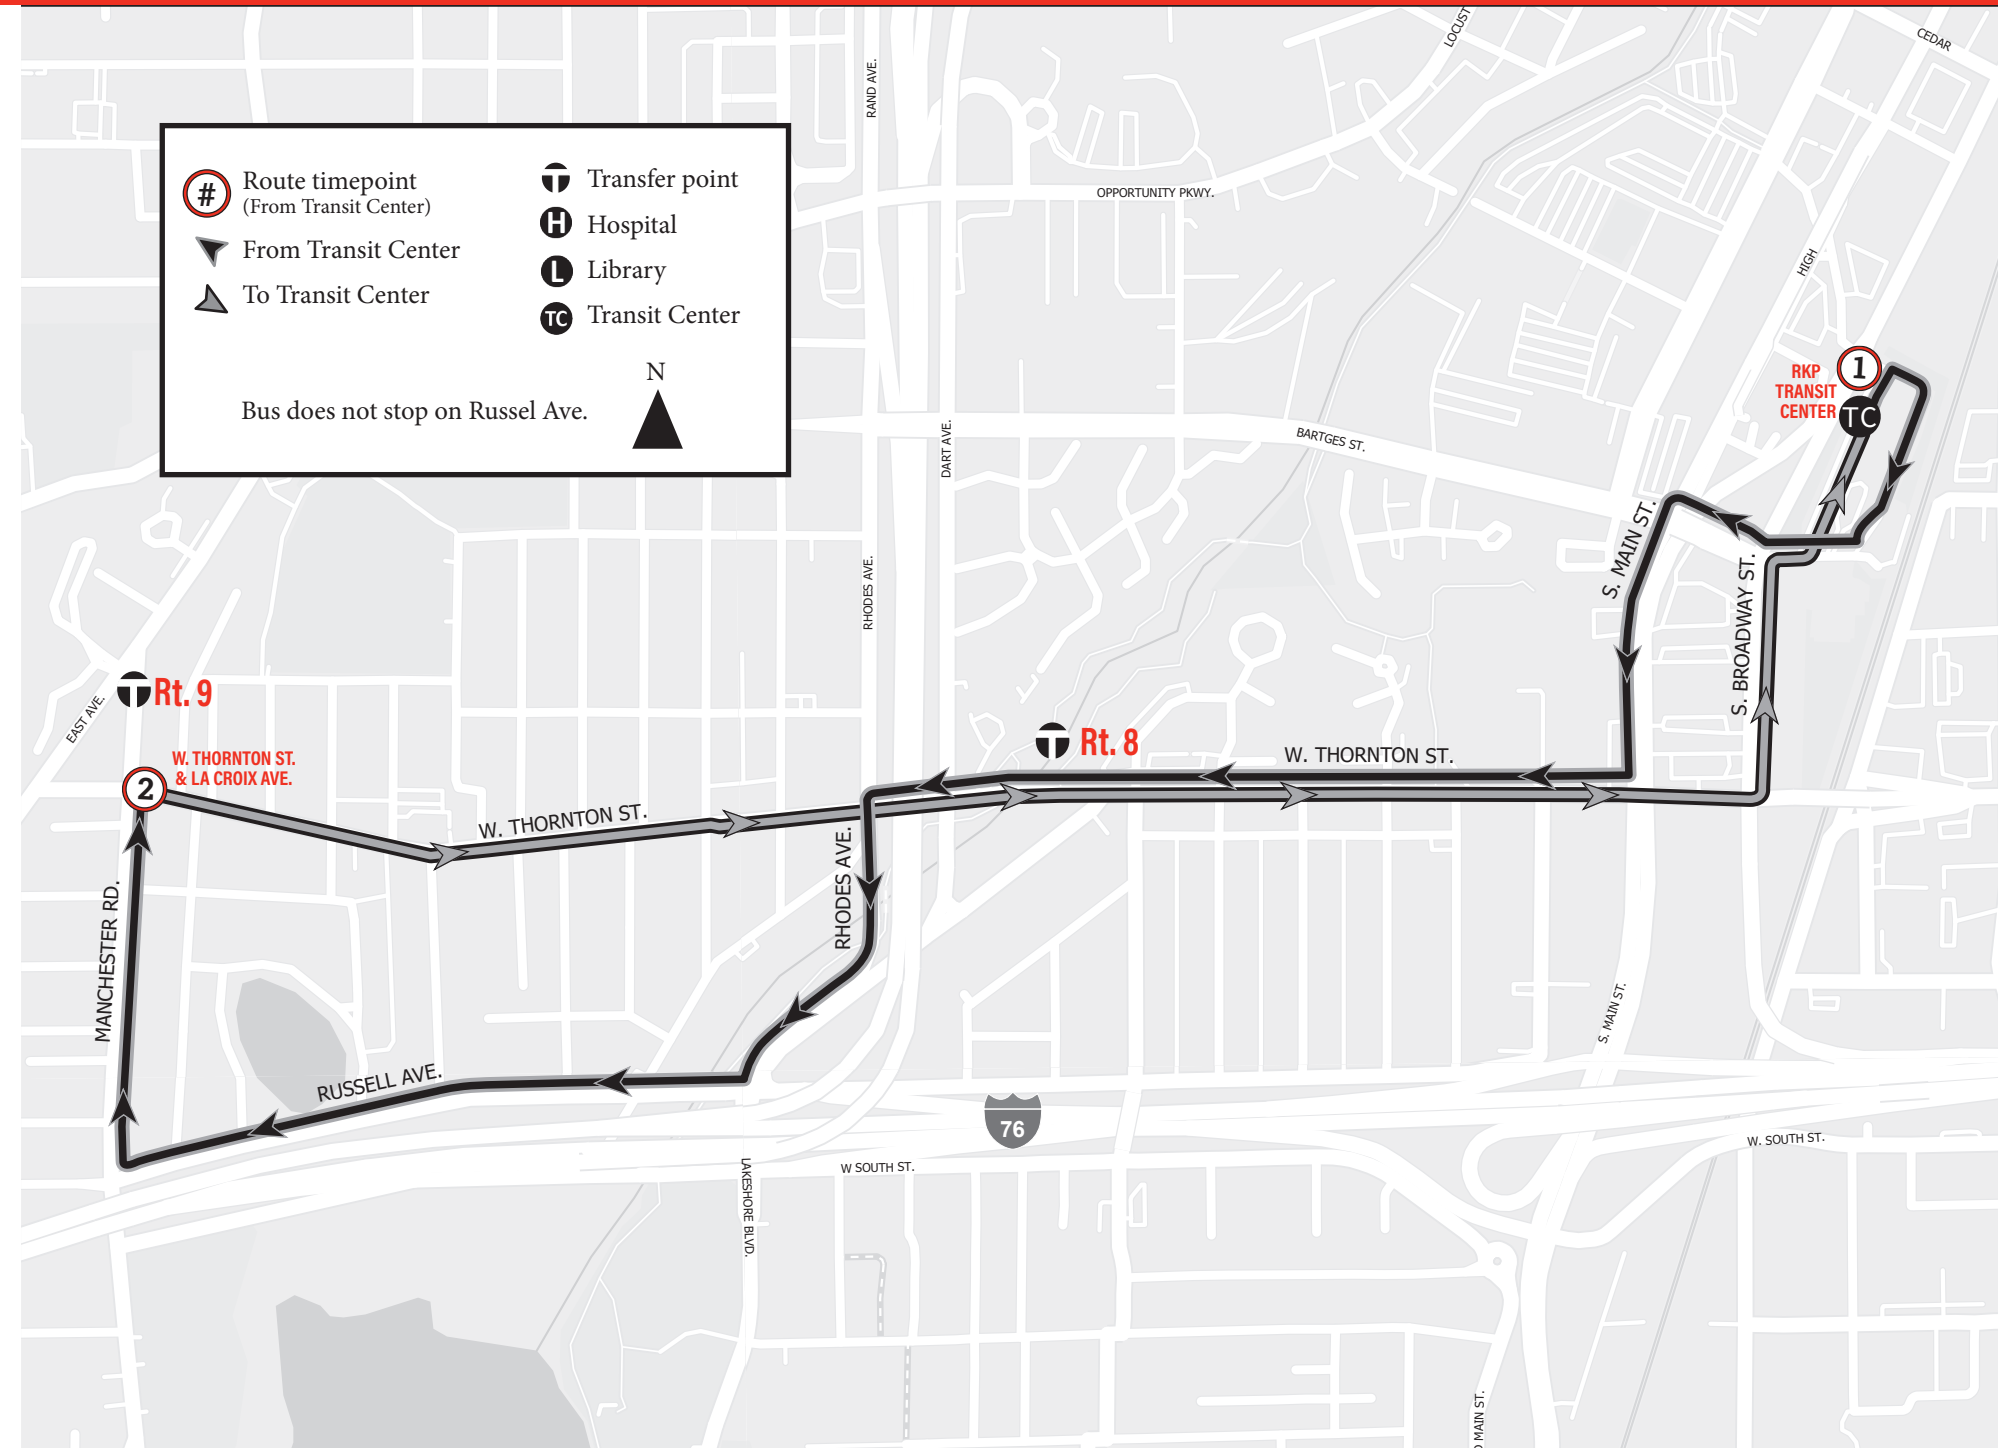 LOCUST
CEDAR
RAND AVE.
#
Route timepoint
(From Transit Center)
From Transit Center
To Transit Center
T
Transfer point
H
Hospital
L
Library
TC
Transit Center
N
Bus does not stop on Russel Ave.
OPPORTUNITY PKWY.
HIGH
1
RKP
TRANSIT
CENTER
TC
DART AVE.
BARTGES ST.
S. MAIN ST.
RHODES AVE.
S. BROADWAY ST.
T
Rt. 9
EAST AVE.
T
Rt. 8
W. THORNTON ST.
W. THORNTON ST.
& LA CROIX AVE.
2
W. THORNTON ST.
RHODES AVE.
MANCHESTER RD.
S. MAIN ST.
RUSSELL AVE.
76
W. SOUTH ST.
W SOUTH ST.
LAKESHORE BLVD.
MAIN ST.